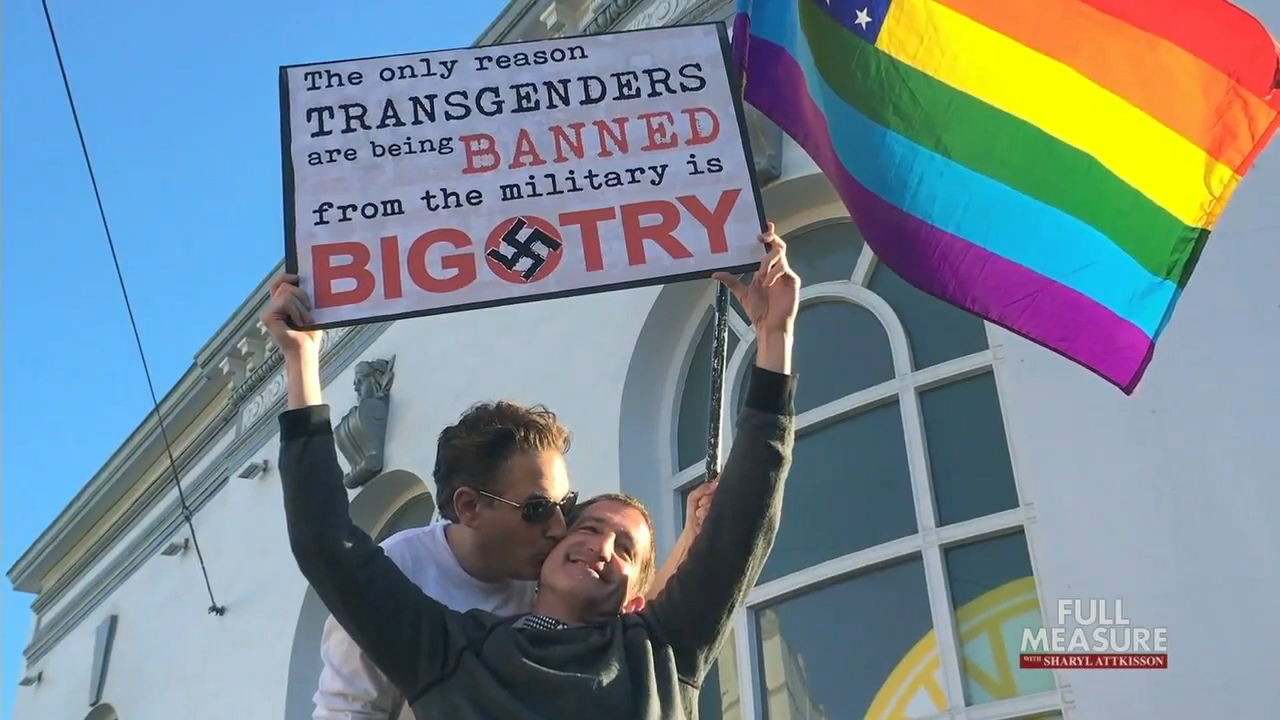 The only reason
TRANSGENDERS
are being BANNED
from the military is
BIGOTRY
FULL
MEASURE
WITH SHARYL ATTKISSON